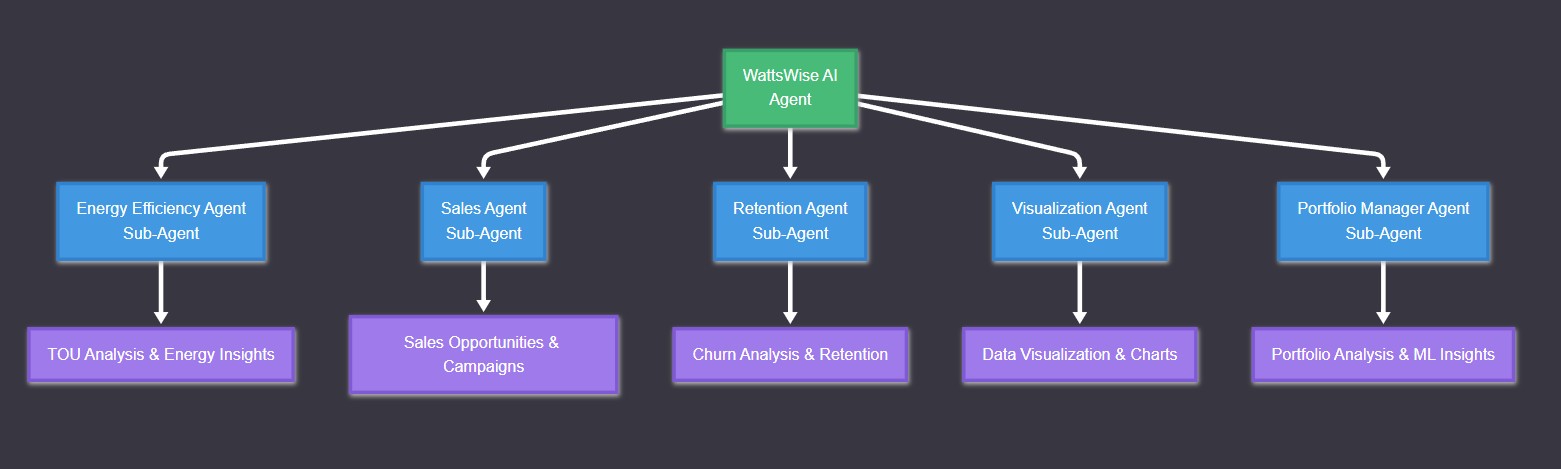 WattsWise AI
Agent
Energy Efficiency Agent
Sub-Agent
Sales Agent
Sub-Agent
Retention Agent
Sub-Agent
Visualization Agent
Sub-Agent
Portfolio Manager Agent
Sub-Agent
TOU Analysis & Energy Insights
Sales Opportunities &
Campaigns
Churn Analysis & Retention
Data Visualization & Charts
Portfolio Analysis & ML Insights